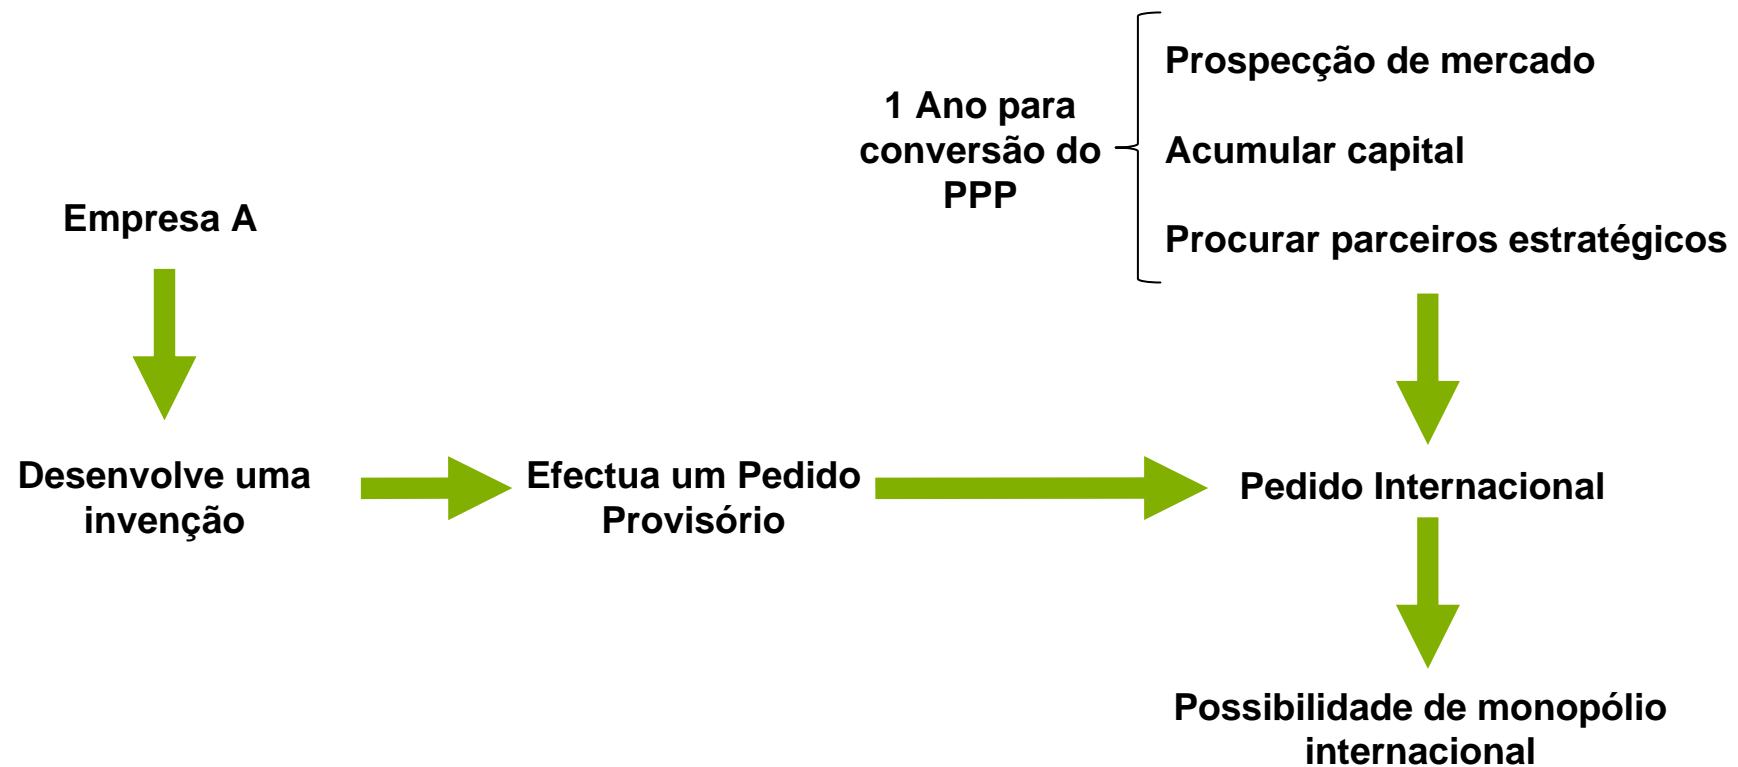 Prospecção de mercado
1 Ano para
conversão do
PPP
Acumular capital
Procurar parceiros estratégicos
Empresa A
Desenvolve uma
invenção
Efectua um Pedido
Provisório
Pedido Internacional
Possibilidade de monopólio
internacional